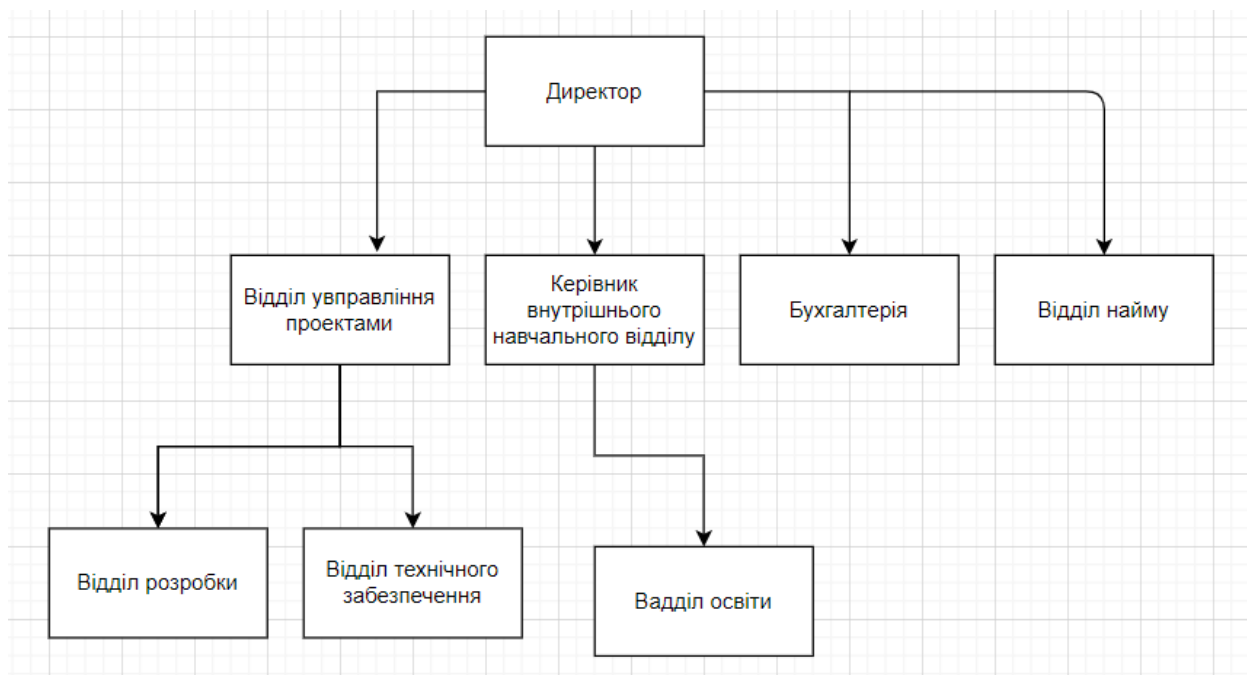 Директор
Відділ увправління
проектами
Керівник
внутрішнього
навчального відділу
Бухгалтерія
Відділ найму
Відділ розробки
Відділ технічного
забезпечення
Вадділ освіти